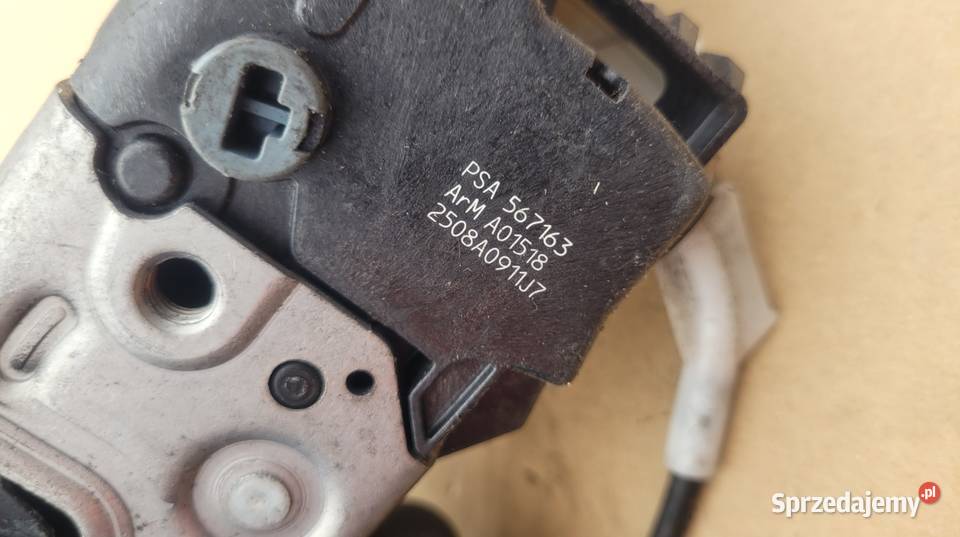 PSA 567163
ArM A01518
2508A0911J7
Sprzedajemy.pl